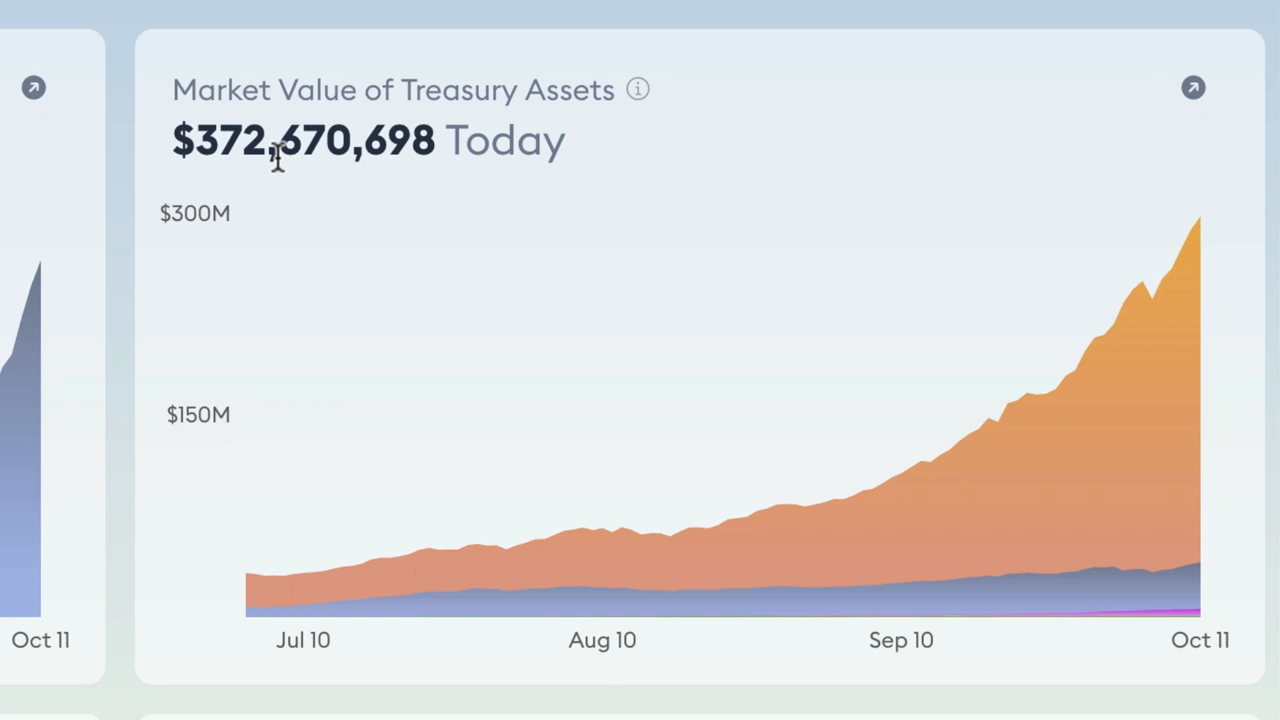 Market Value of Treasury Assets
$372,670,698 Today
$300M
$150M
Oct 11
Jul 10
Aug 10
Sep 10
Oct 11